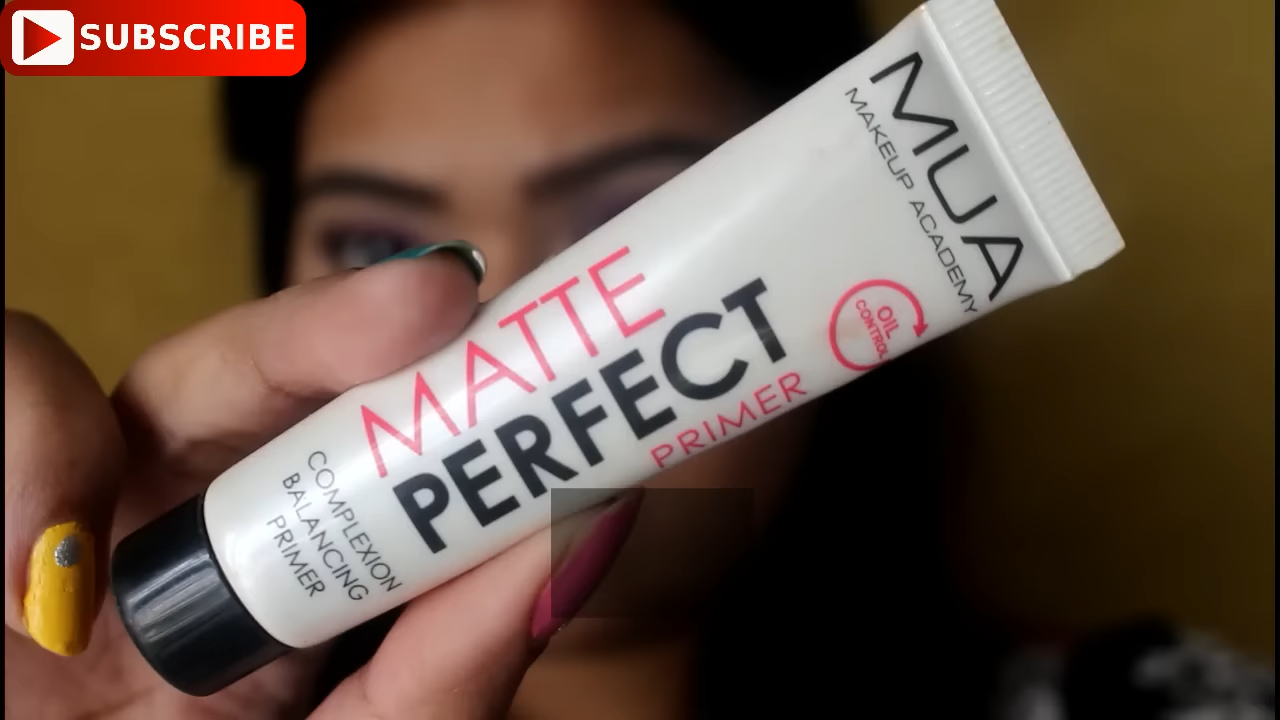 SUBSCRIBE
MUA
MAKEUP ACADEMY
OIL
CONTROL
MATTE
PERFECT
PRIMER
COMPLEXION
BALANCING
PRIMER